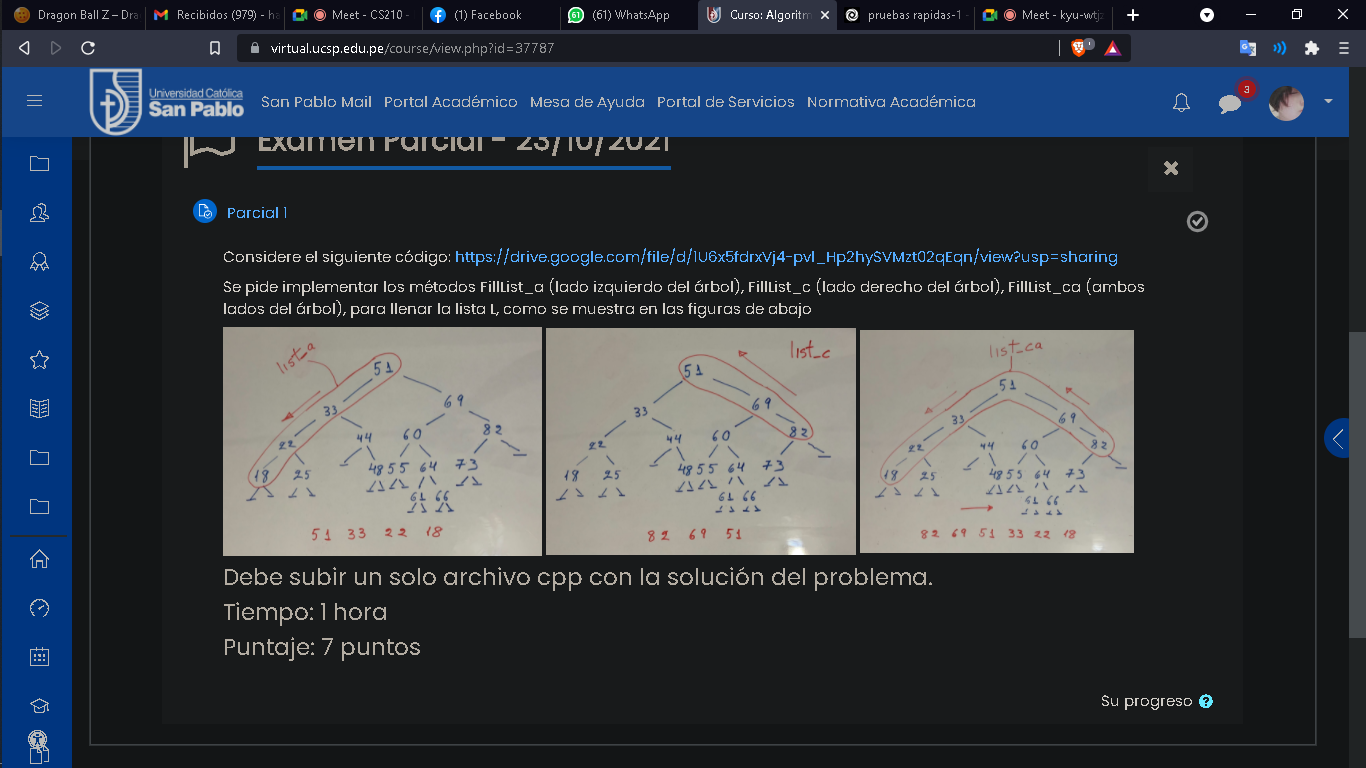 Dragon Ball Z – Dra
Recibidos (979) - ha
Meet - CS210 -
(1) Facebook
61
(61) WhatsApp
Curso: Algoritm
pruebas rapidas-1 -
Meet - kyu-wtjz
virtual.ucsp.edu.pe/course/view.php?id=37787
Universidad Católica
San Pablo
San Pablo Mail
Portal Académico
Mesa de Ayuda
Portal de Servicios
Normativa Académica
3
Examen Parcial - 23/10/2021
Parcial 1
Considere el siguiente código: https://drive.google.com/file/d/1U6x5fdrxVj4-pvl_Hp2hySVMzt02qEqn/view?usp=sharing
Se pide implementar los métodos FillList_a (lado izquierdo del árbol), FillList_c (lado derecho del árbol), FillList_ca (ambos
lados del árbol), para llenar la lista L, como se muestra en las figuras de abajo
list_a
51
33 69
22 44 60 82
18 25 48 55 64 73
61 66
51 33 22 18
list_c
51
33 69
22 44 60 82
18 25 48 55 64 73
61 66
82 69 51
list_ca
51
33 69
22 44 60 82
18 25 48 55 64 73
61 66
82 69 51 33 22 18
Debe subir un solo archivo cpp con la solución del problema.
Tiempo: 1 hora
Puntaje: 7 puntos
Su progreso